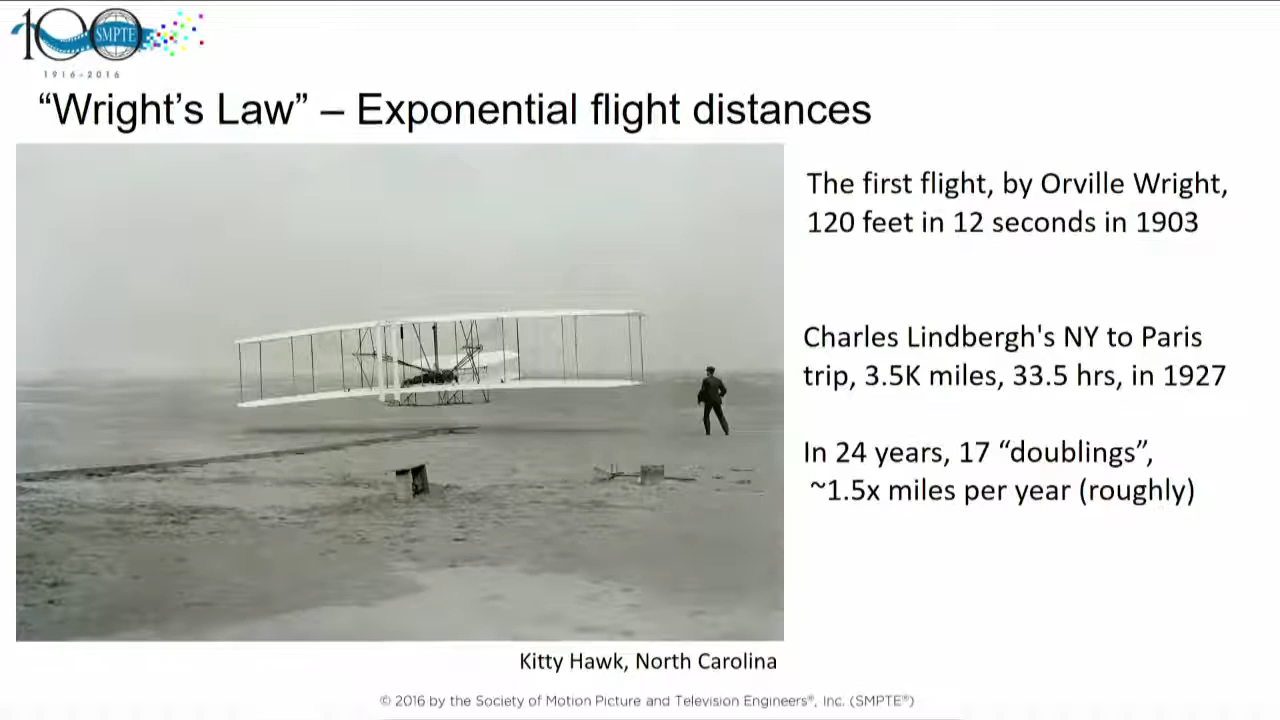 100 SMPTE
1916-2016
“Wright’s Law” – Exponential flight distances
The first flight, by Orville Wright,
120 feet in 12 seconds in 1903
Charles Lindbergh's NY to Paris
trip, 3.5K miles, 33.5 hrs, in 1927
In 24 years, 17 “doublings”,
~1.5x miles per year (roughly)
Kitty Hawk, North Carolina
© 2016 by the Society of Motion Picture and Television Engineers®, Inc. (SMPTE®)